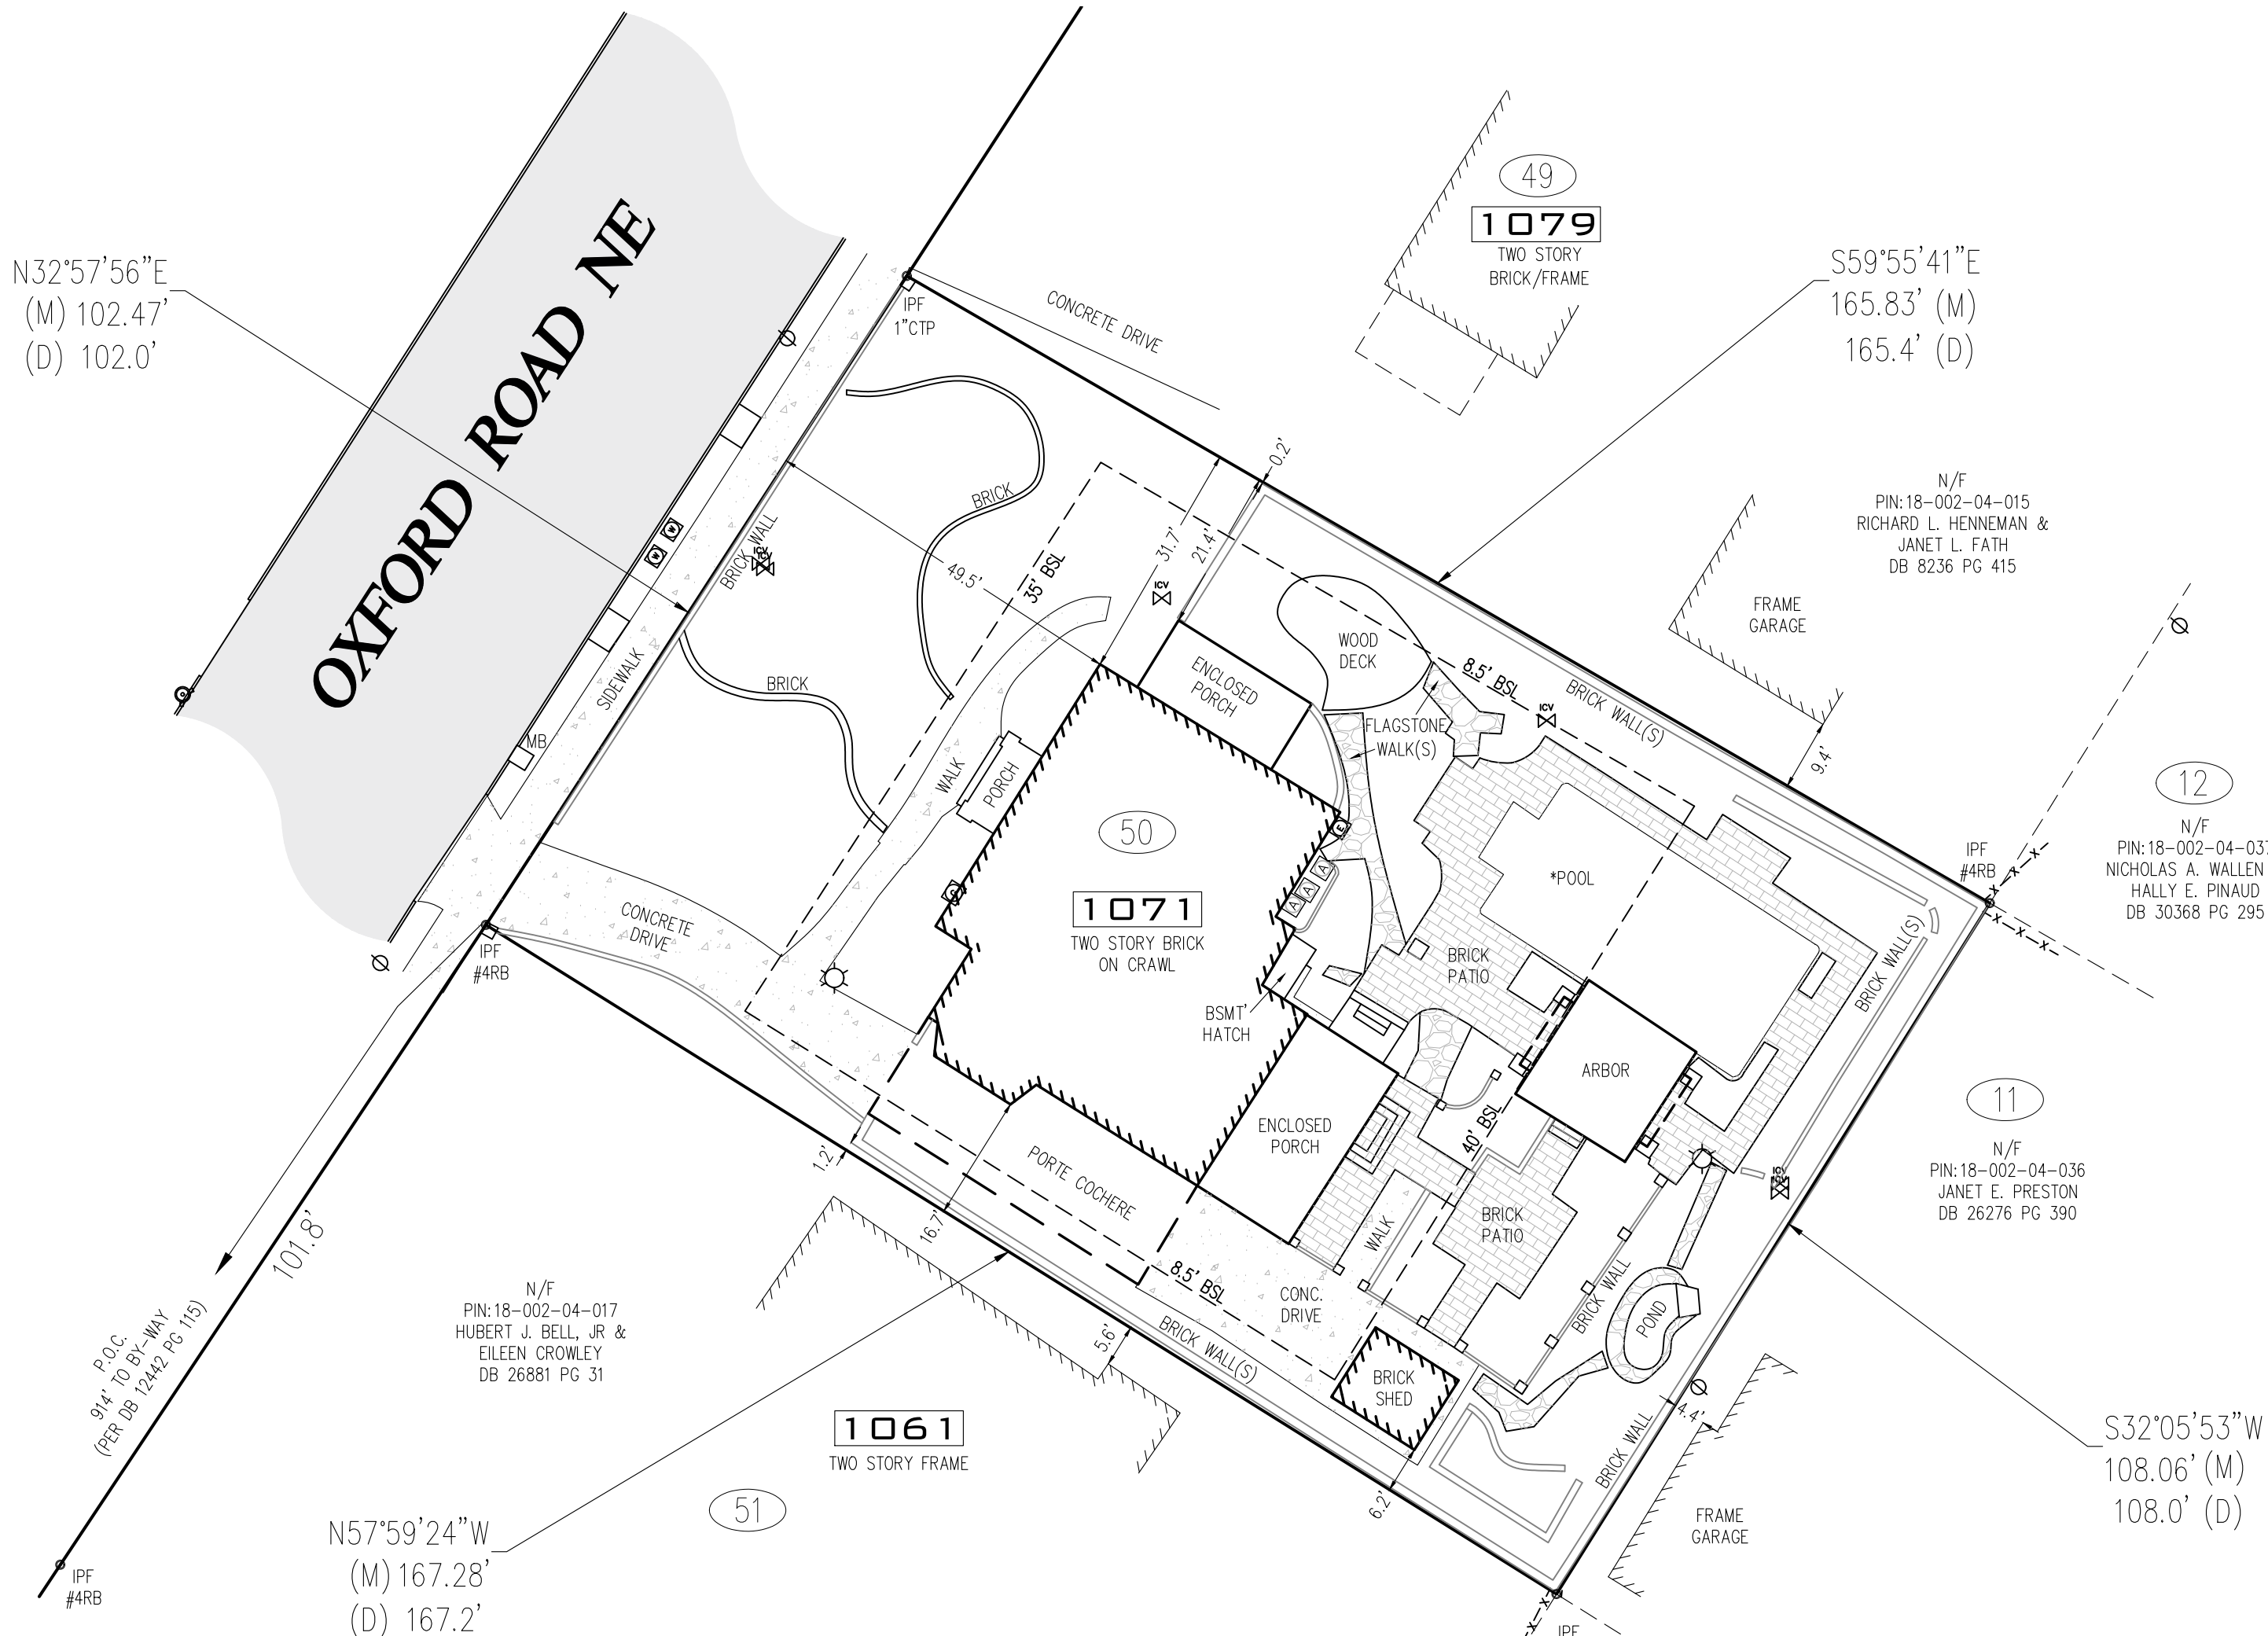 OXFORD ROAD NE
N32°57'56"E
(M) 102.47'
(D) 102.0'
IPF
1"CTP
CONCRETE DRIVE
49
1079
TWO STORY
BRICK/FRAME
S59°55'41"E
165.83' (M)
165.4' (D)
N/F
PIN:18-002-04-015
RICHARD L. HENNEMAN &
JANET L. FATH
DB 8236 PG 415
FRAME
GARAGE
9.4'
12
N/F
PIN:18-002-04-037
NICHOLAS A. WALLEN
HALLY E. PINAUD
DB 30368 PG 295
IPF
#4RB
X
X
X
X
X
X
0.2'
31.7'
21.4'
49.5'
35' BSL
BRICK
BRICK
BRICK WALL
ICV
W
W
SIDEWALK
MB
ICV
ENCLOSED
PORCH
WOOD
DECK
8.5' BSL
BRICK WALL(S)
ICV
FLAGSTONE
WALK(S)
WALK
PORCH
50
1071
TWO STORY BRICK
ON CRAWL
E
A
A
A
G
*POOL
BRICK
PATIO
BRICK WALL(S)
BSMT'
HATCH
CONCRETE
DRIVE
IPF
#4RB
ARBOR
40' BSL
ENCLOSED
PORCH
PORTE COCHERE
1.2'
16.7'
8.5' BSL
BRICK WALL(S)
5.6'
CONC.
DRIVE
WALK
BRICK
PATIO
BRICK WALL
POND
ICV
BRICK
SHED
6.2'
BRICK WALL
4.4'
11
N/F
PIN:18-002-04-036
JANET E. PRESTON
DB 26276 PG 390
S32°05'53"W
108.06' (M)
108.0' (D)
FRAME
GARAGE
101.8'
P.O.C.
914' TO BY-WAY
(PER DB 12442 PG 115)
N/F
PIN:18-002-04-017
HUBERT J. BELL, JR &
EILEEN CROWLEY
DB 26881 PG 31
1061
TWO STORY FRAME
51
N57°59'24"W
(M) 167.28'
(D) 167.2'
IPF
#4RB
X
X
IPF